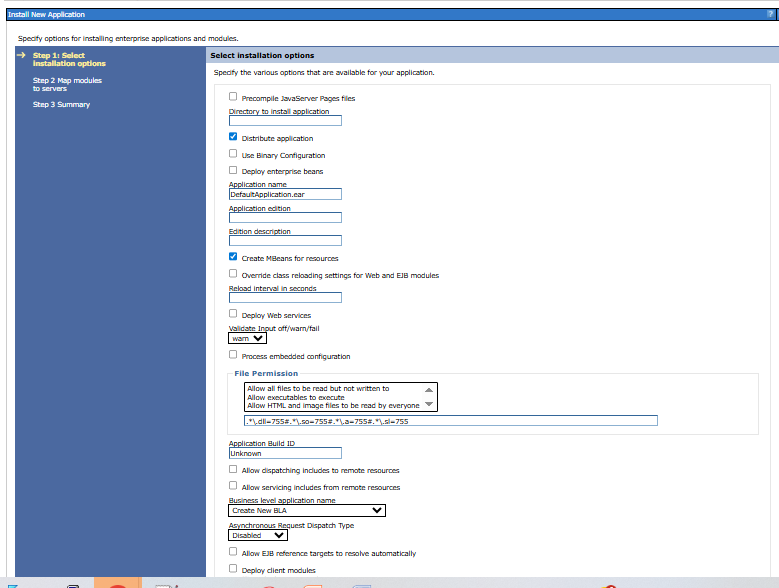 Install New Application
?
Specify options for installing enterprise applications and modules.
Step 1: Select
installation options
Step 2 Map modules
to servers
Step 3 Summary
Select installation options
Specify the various options that are available for your application.
Precompile JavaServer Pages files
Directory to install application
Distribute application
Use Binary Configuration
Deploy enterprise beans
Application name
DefaultApplication.ear
Application edition
Edition description
Create MBeans for resources
Override class reloading settings for Web and EJB modules
Reload interval in seconds
Deploy Web services
Validate Input off/warn/fail
warn
Process embedded configuration
File Permission
Allow all files to be read but not written to
Allow executables to execute
Allow HTML and image files to be read by everyone
.*\.dll=755#.*\.so=755#.*\.a=755#.*\.sl=755
Application Build ID
Unknown
Allow dispatching includes to remote resources
Allow servicing includes from remote resources
Business level application name
Create New BLA
Asynchronous Request Dispatch Type
Disabled
Allow EJB reference targets to resolve automatically
Deploy client modules